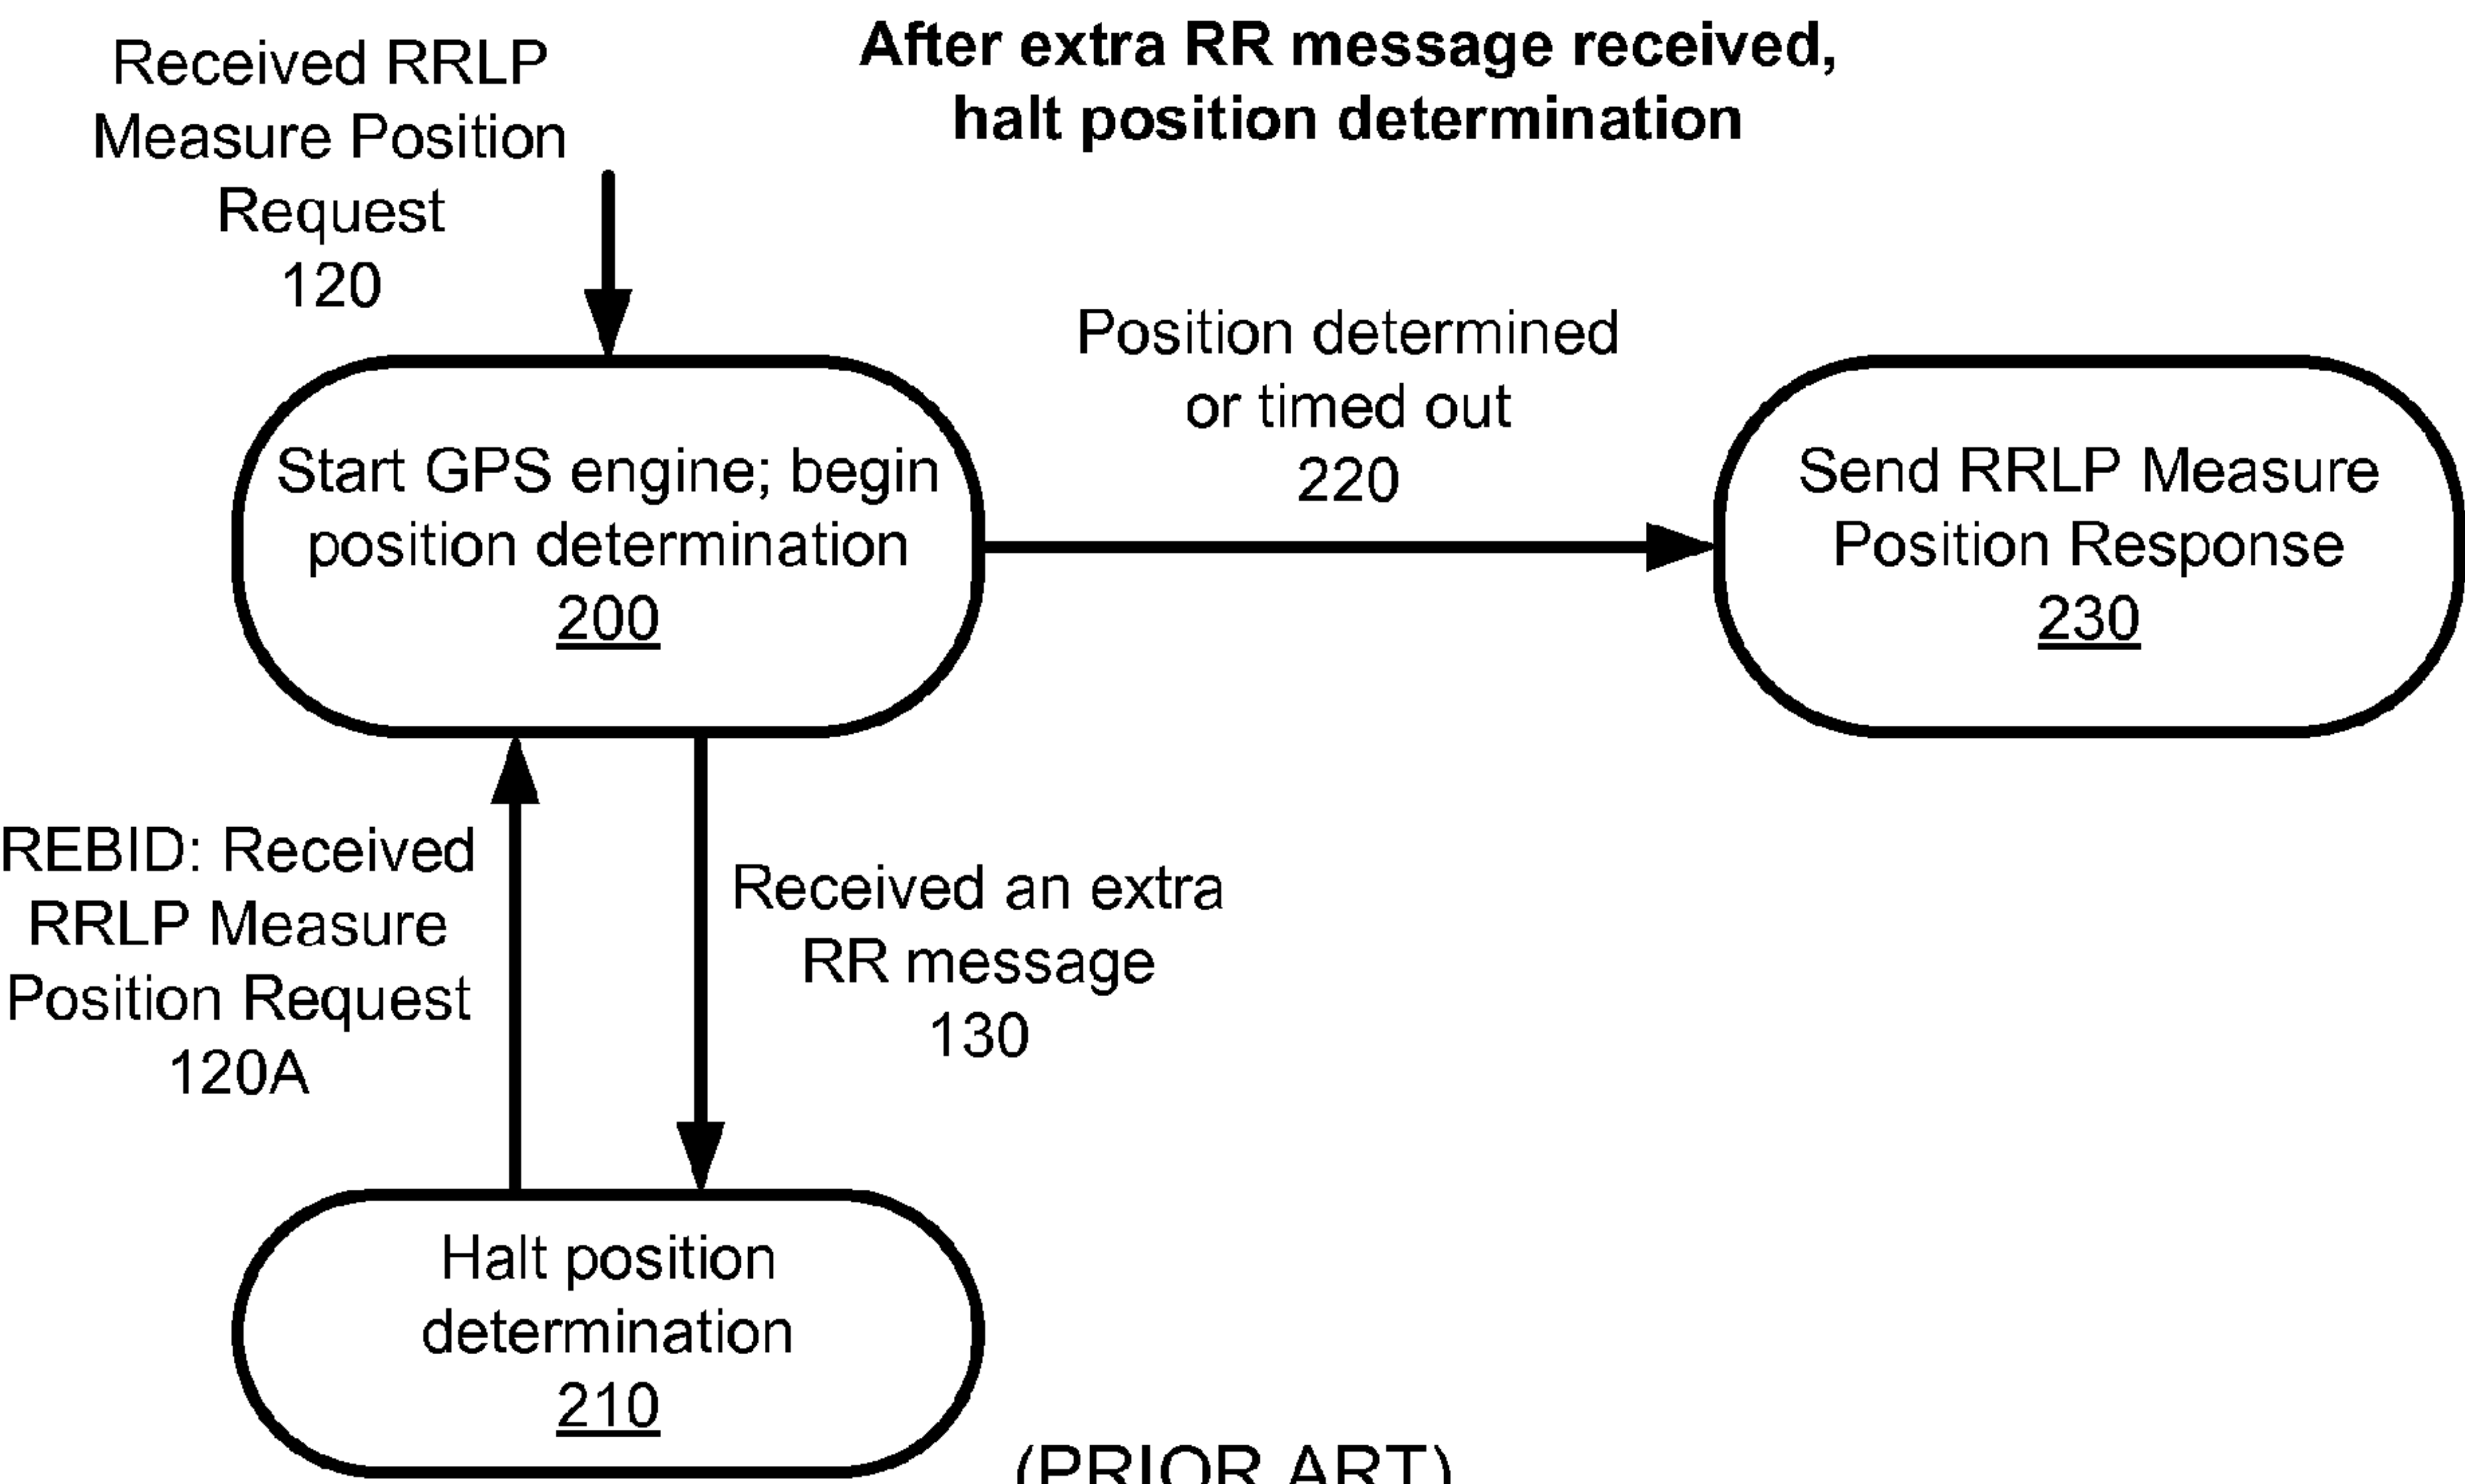 After extra RR message received,
halt position determination
Received RRLP
Measure Position
Request
120
Position determined
or timed out
220
Start GPS engine; begin
position determination
200
Send RRLP Measure
Position Response
230
REBID: Received
RRLP Measure
Position Request
120A
Received an extra
RR message
130
Halt position
determination
210
(PRIOR ART)